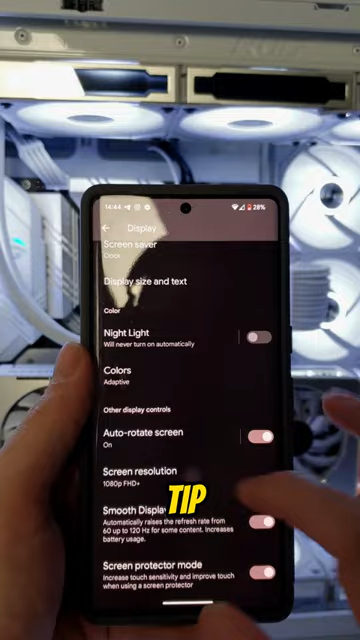 14:44
28%
Display
Screen saver
Clock
Display size and text
Color
Night Light
Will never turn on automatically
Colors
Adaptive
Other display controls
Auto-rotate screen
On
Screen resolution
1080p FHD+
TIP
Smooth Display
Automatically raises the refresh rate from
60 up to 120 Hz for some content. Increases
battery usage.
Screen protector mode
Increase touch sensitivity and improve touch
when using a screen protector